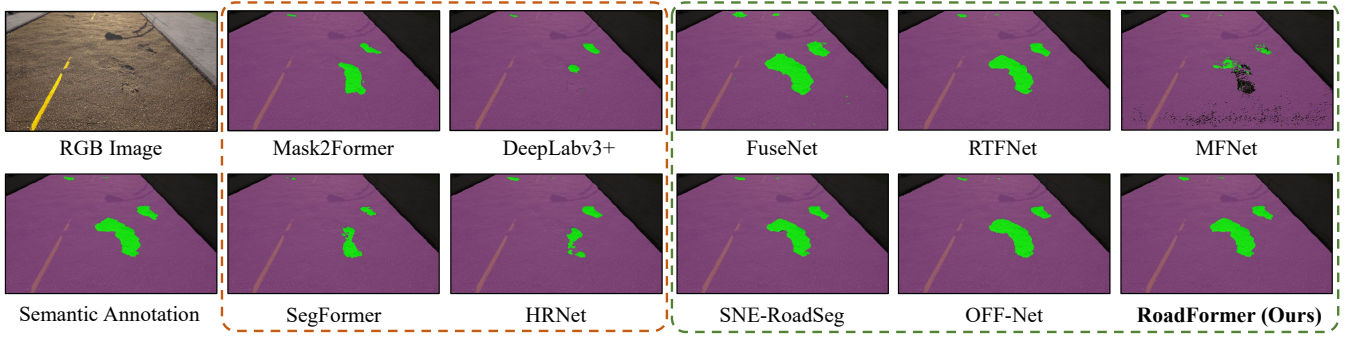 RGB Image
Mask2Former
DeepLabv3+
FuseNet
RTFNet
MFNet
Semantic Annotation
SegFormer
HRNet
SNE-RoadSeg
OFF-Net
RoadFormer (Ours)